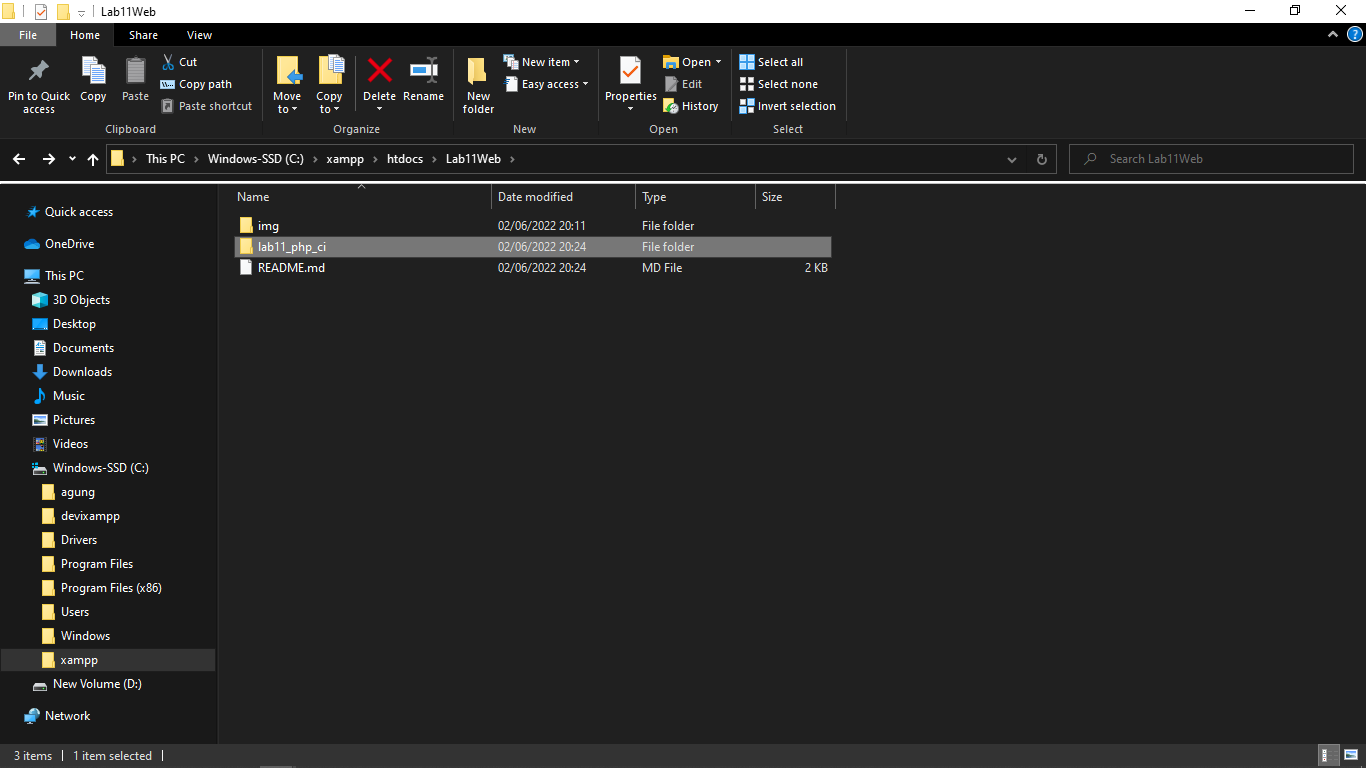 Lab11Web
File Home Share View
Pin to Quick access
Copy
Paste
Cut
Copy path
Paste shortcut
Clipboard
Move to
Copy to
Delete
Rename
Organize
New folder
New item
Easy access
New
Properties
Open
Edit
History
Open
Select all
Select none
Invert selection
Select
This PC > Windows-SSD (C:) > xampp > htdocs > Lab11Web >
Search Lab11Web
Quick access
OneDrive
This PC
3D Objects
Desktop
Documents
Downloads
Music
Pictures
Videos
Windows-SSD (C:)
agung
devixampp
Drivers
Program Files
Program Files (x86)
Users
Windows
xampp
New Volume (D:)
Network
Name Date modified Type Size
img 02/06/2022 20:11 File folder
lab11_php_ci 02/06/2022 20:24 File folder
README.md 02/06/2022 20:24 MD File 2 KB
3 items 1 item selected